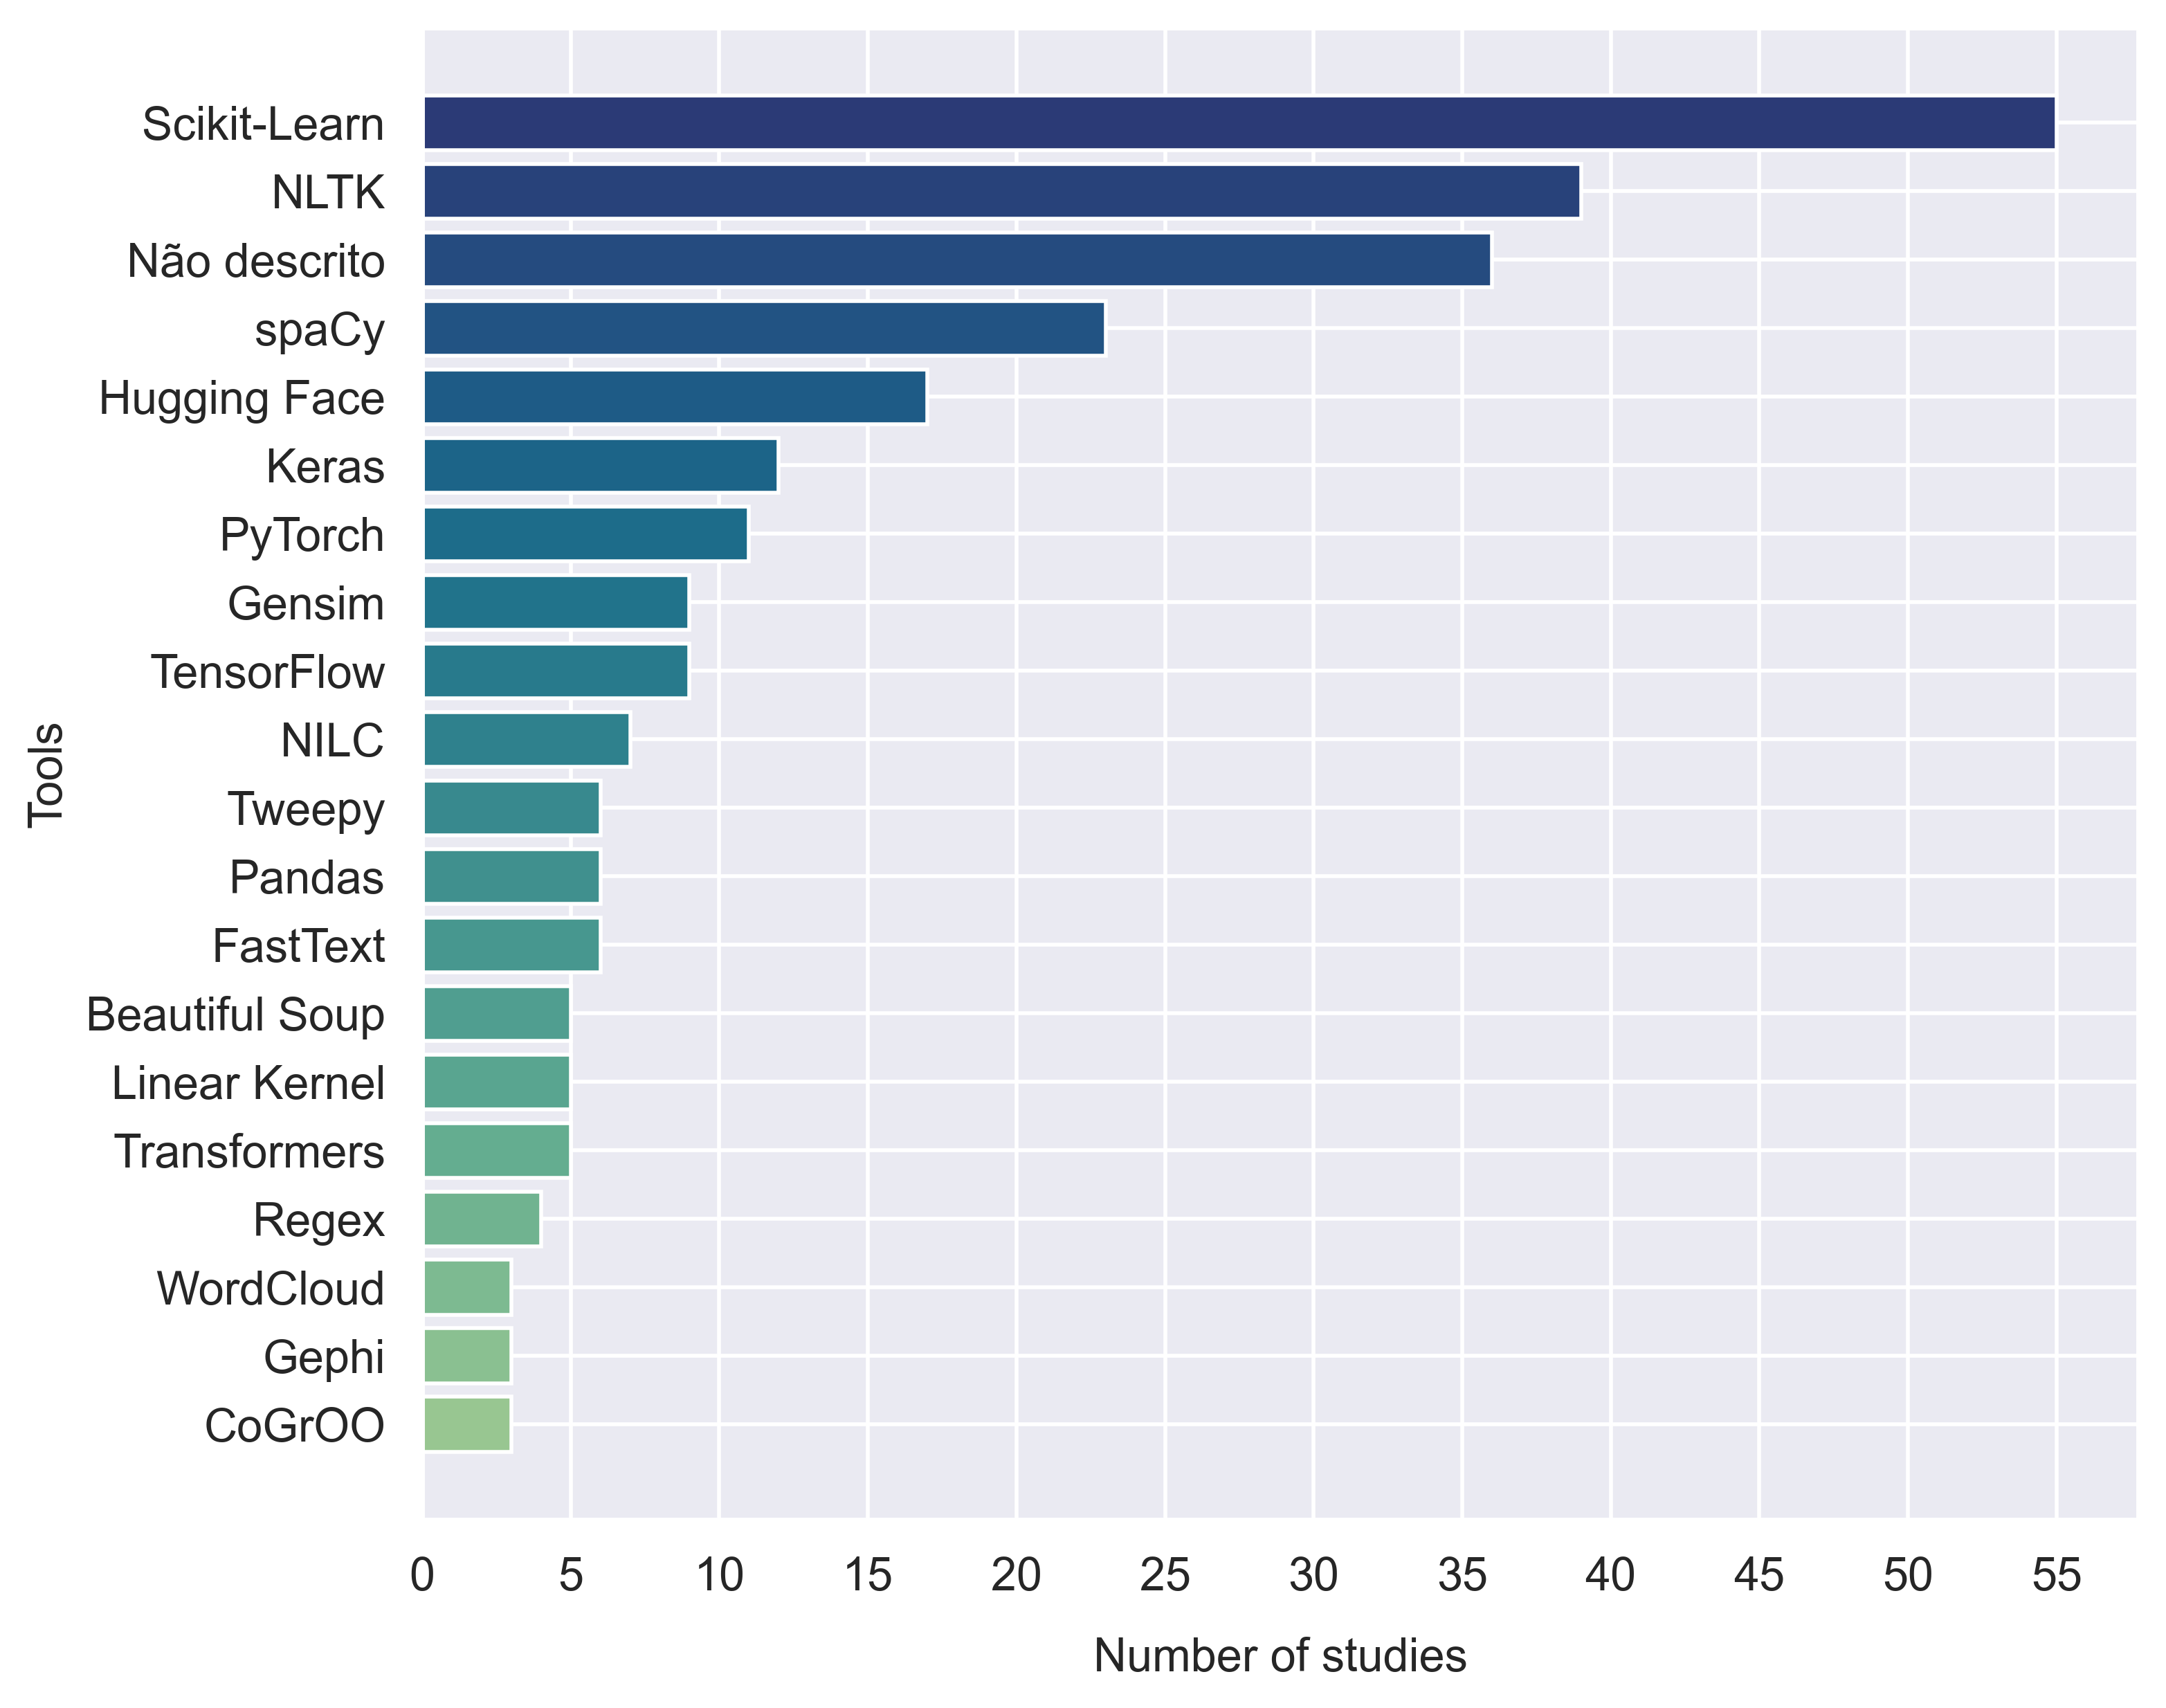 Scikit-Learn
NLTK
Não descrito
spaCy
Hugging Face
Keras
PyTorch
Gensim
TensorFlow
NILC
Tweepy
Pandas
FastText
Beautiful Soup
Linear Kernel
Transformers
Regex
WordCloud
Gephi
CoGrOO
Tools
0 5 10 15 20 25 30 35 40 45 50 55
Number of studies